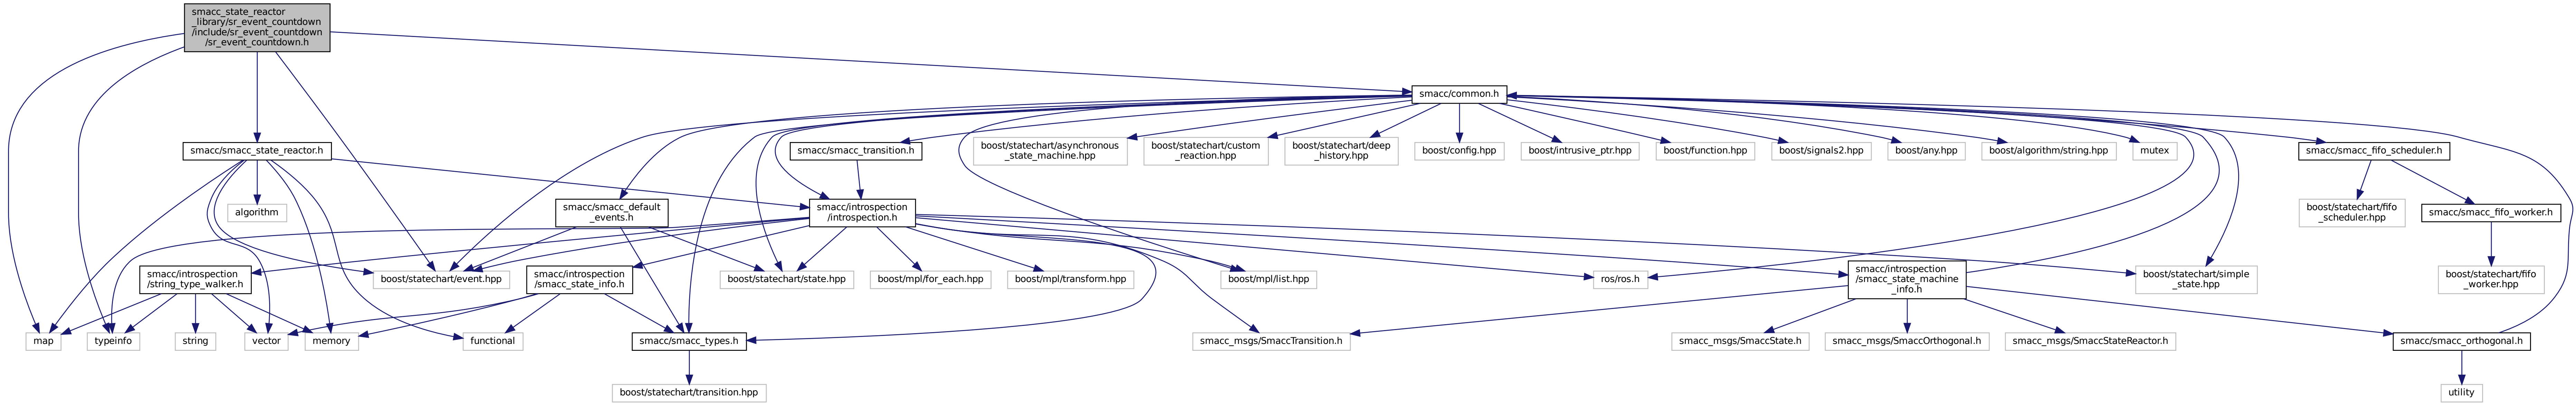 smacc_state_reactor
_library/sr_event_countdown
/include/sr_event_countdown
/sr_event_countdown.h
smacc/common.h
smacc/smacc_state_reactor.h
smacc/smacc_transition.h
boost/statechart/asynchronous
_state_machine.hpp
boost/statechart/custom
_reaction.hpp
boost/statechart/deep
_history.hpp
boost/config.hpp
boost/intrusive_ptr.hpp
boost/function.hpp
boost/signals2.hpp
boost/any.hpp
boost/algorithm/string.hpp
mutex
smacc/smacc_fifo_scheduler.h
algorithm
smacc/smacc_default
_events.h
smacc/introspection
/introspection.h
boost/statechart/fifo
_scheduler.hpp
smacc/smacc_fifo_worker.h
smacc/introspection
/string_type_walker.h
boost/statechart/event.hpp
smacc/introspection
/smacc_state_info.h
boost/statechart/state.hpp
boost/mpl/for_each.hpp
boost/mpl/transform.hpp
boost/mpl/list.hpp
ros/ros.h
smacc/introspection
/smacc_state_machine
_info.h
boost/statechart/simple
_state.hpp
boost/statechart/fifo
_worker.hpp
map
typeinfo
string
vector
memory
functional
smacc/smacc_types.h
smacc_msgs/SmaccTransition.h
smacc_msgs/SmaccState.h
smacc_msgs/SmaccOrthogonal.h
smacc_msgs/SmaccStateReactor.h
smacc/smacc_orthogonal.h
boost/statechart/transition.hpp
utility